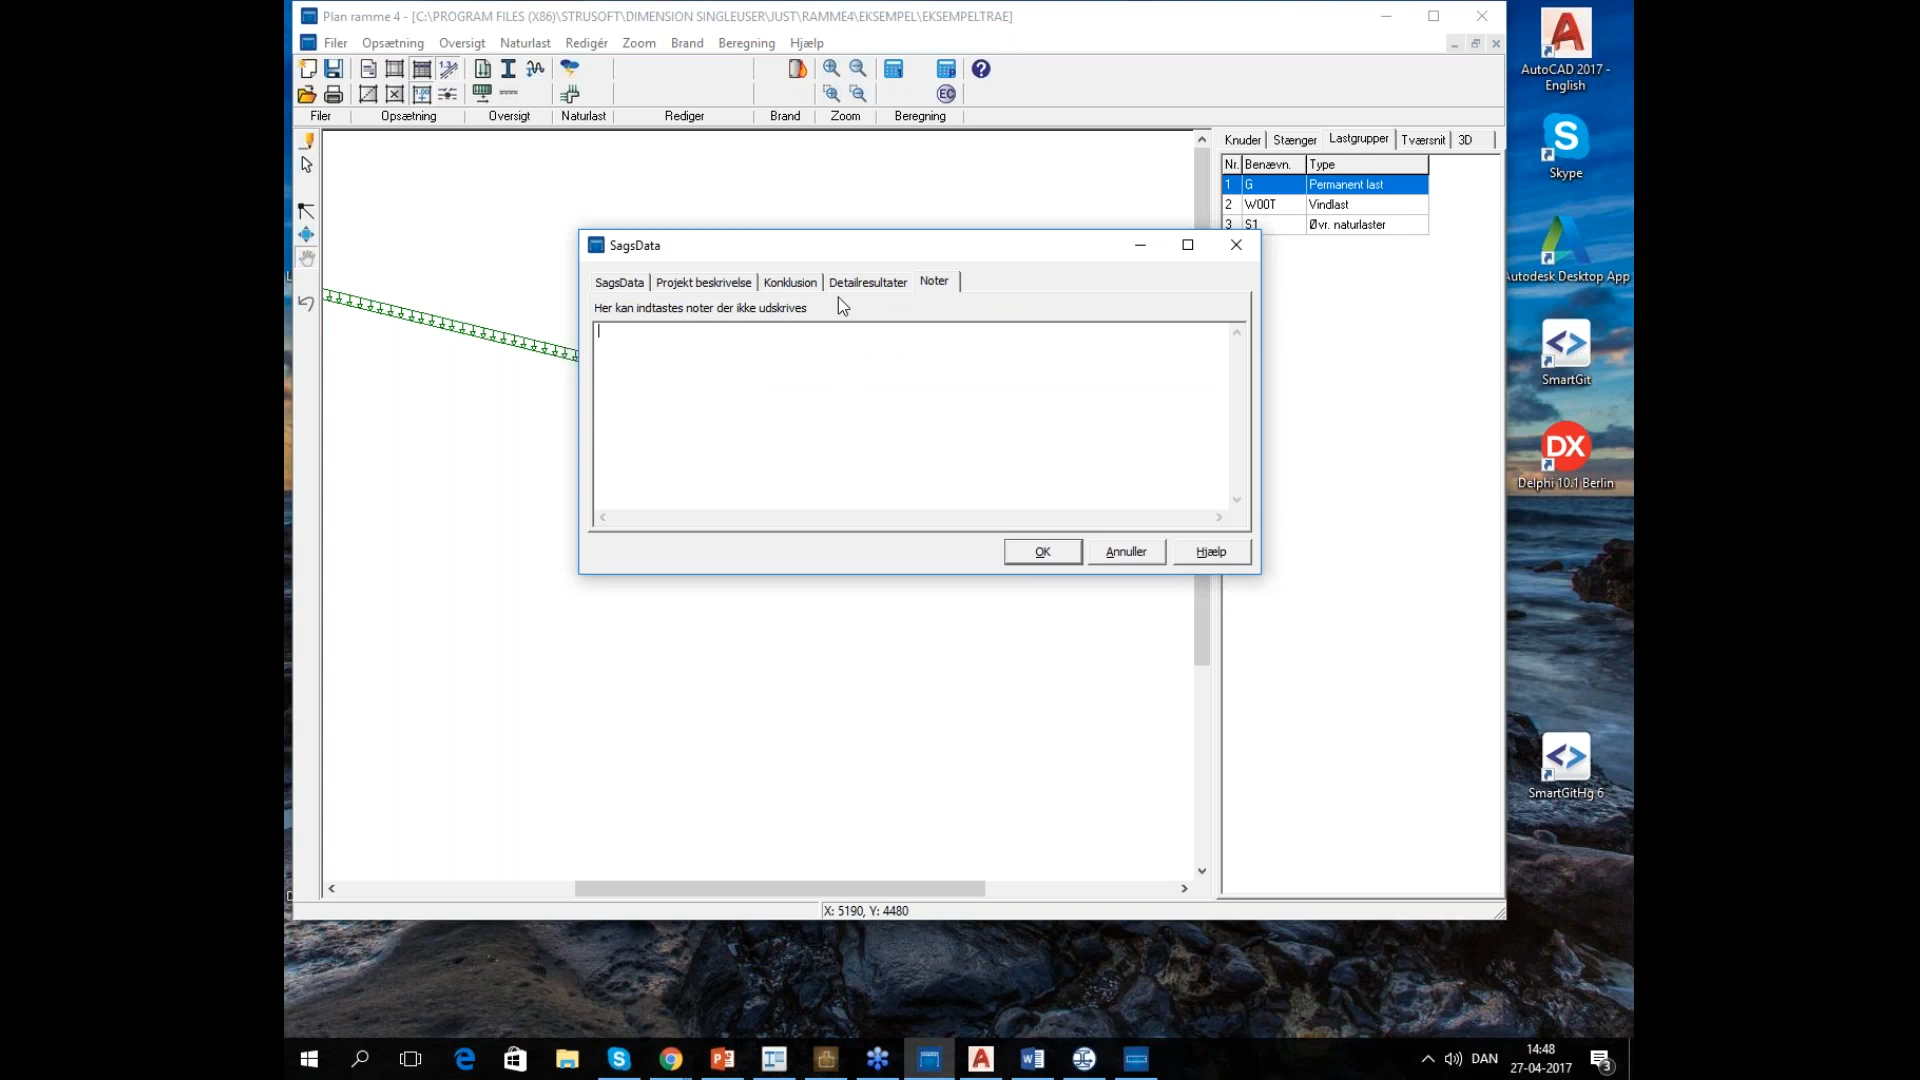 Plan ramme 4 - [C:\PROGRAM FILES (X86)\STRUSOFT\DIMENSION SINGLEUSER\JUST\RAMME4\EKSEMPEL\EKSEMPELTRAE]
Filer Opsætning Oversigt Naturlast Redigér Zoom Brand Beregning Hjælp
EC
Filer Opsætning Oversigt Naturlast Rediger Brand Zoom Beregning
Knuder Stænger Lastgrupper Tværsnit 3D
Nr. Benævn. Type
1 G Permanent last
2 W00T Vindlast
3 S1 Øvr. naturlaster
SagsData
SagsData Projekt beskrivelse Konklusion Detailresultater Noter
Her kan indtastes noter der ikke udskrives
OK Annuller Hjælp
X: 5190, Y: 4480
AutoCAD 2017 -
English
Skype
Autodesk Desktop App
SmartGit
DX
Delphi 10.1 Berlin
SmartGitHg 6
DAN
14:48
27-04-2017
3